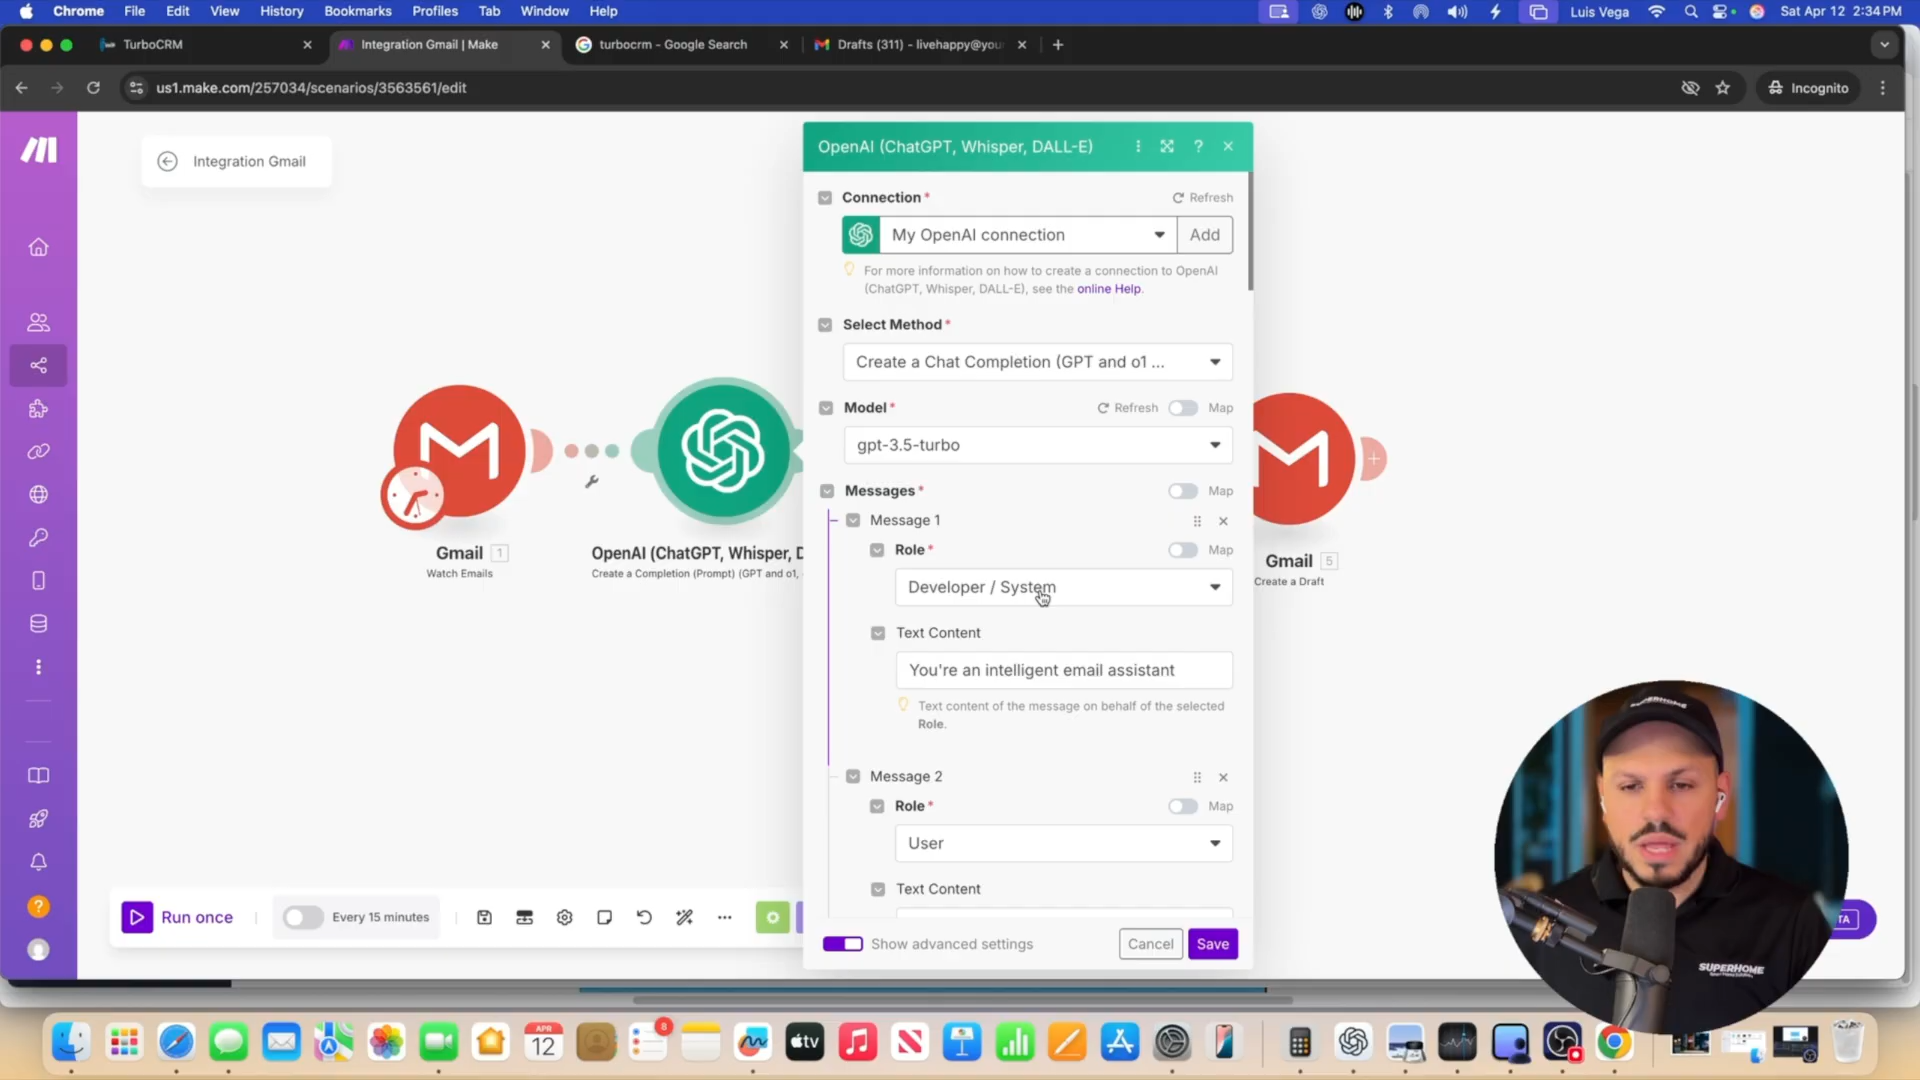 Chrome File Edit View History Bookmarks Profiles Tab Window Help Luis Vega Sat Apr 12 2:34 PM
TurboCRM Integration Gmail | Make turbocrm - Google Search Drafts (311) - livehappy@you
us1.make.com/257034/scenarios/3563561/edit Incognito
Integration Gmail
OpenAI (ChatGPT, Whisper, DALL-E)
Connection* Refresh
My OpenAI connection Add
For more information on how to create a connection to OpenAI
(ChatGPT, Whisper, DALL-E), see the online Help.
Select Method*
Create a Chat Completion (GPT and o1 ...
Model* Refresh Map
gpt-3.5-turbo
Messages* Map
Message 1
Role* Map
Developer / System
Text Content
You're an intelligent email assistant
Text content of the message on behalf of the selected
Role.
Message 2
Role* Map
User
Text Content
Show advanced settings Cancel Save
Gmail 1
Watch Emails
OpenAI (ChatGPT, Whisper, D
Create a Completion (Prompt) (GPT and o1,
Gmail 5
Create a Draft
Run once Every 15 minutes
TA
SUPERHOME
APR
12
8
tv